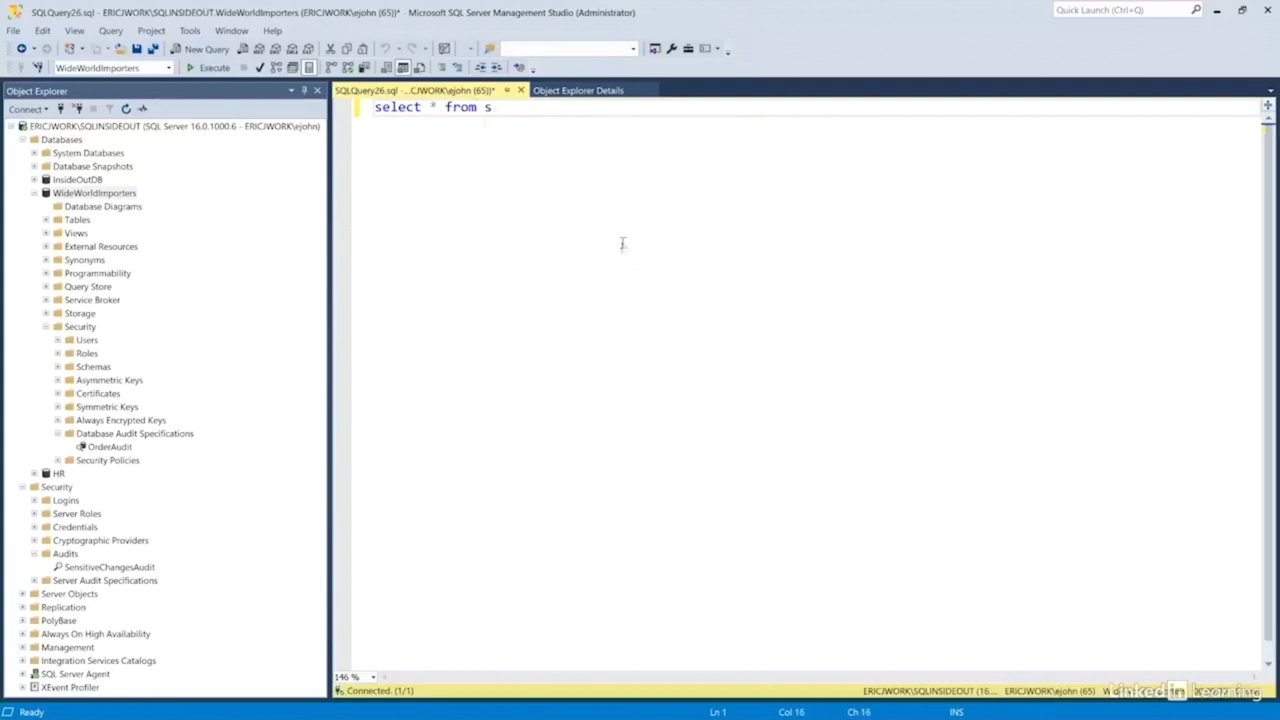 SQLQuery26.sql - ERICJWORK\SQLINSIDEOUT.WideWorldImporters (ERICJWORK\ejohn (65))* - Microsoft SQL Server Management Studio (Administrator)
Quick Launch (Ctrl+Q)
File Edit View Query Project Tools Window Help
New Query
WideWorldImporters
Execute
Object Explorer
SQLQuery26.sql -...CJWORK\ejohn (65))*
Object Explorer Details
Connect
select * from s
ERICJWORK\SQLINSIDEOUT (SQL Server 16.0.1000.6 - ERICJWORK\ejohn)
Databases
System Databases
Database Snapshots
InsideOutDB
WideWorldImporters
Database Diagrams
Tables
Views
External Resources
Synonyms
Programmability
Query Store
Service Broker
Storage
Security
Users
Roles
Schemas
Asymmetric Keys
Certificates
Symmetric Keys
Always Encrypted Keys
Database Audit Specifications
OrderAudit
Security Policies
HR
Security
Logins
Server Roles
Credentials
Cryptographic Providers
Audits
SensitiveChangesAudit
Server Audit Specifications
Server Objects
Replication
PolyBase
Always On High Availability
Management
Integration Services Catalogs
SQL Server Agent
XEvent Profiler
146 %
Connected. (1/1)
ERICJWORK\SQLINSIDEOUT (16.... ERICJWORK\ejohn (65)
LinkedIn Learning
Ready
Ln 1 Col 16 Ch 16 INS